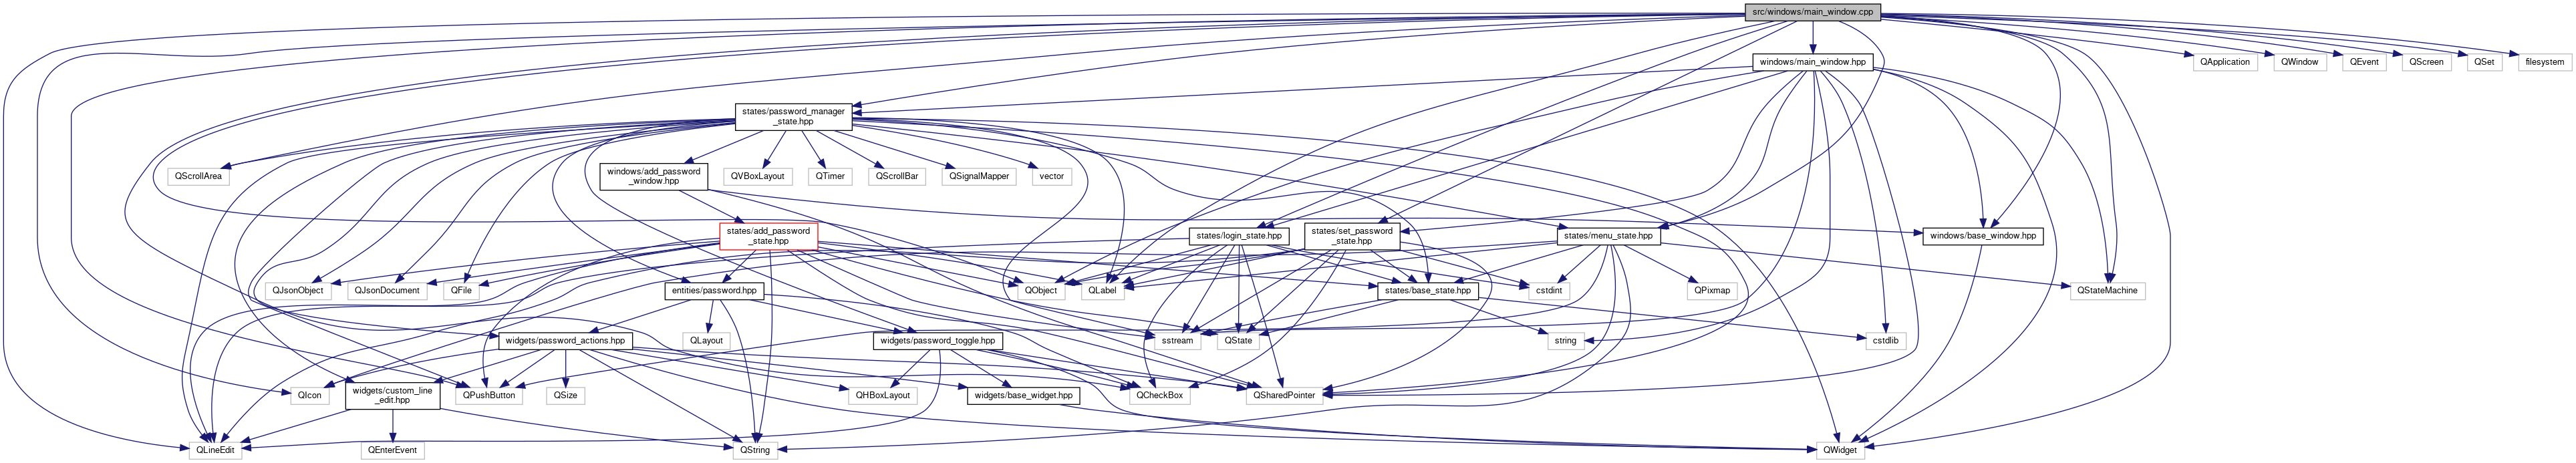 src/windows/main_window.cpp
windows/main_window.hpp
QApplication
QWindow
QEvent
QScreen
QSet
filesystem
states/password_manager
_state.hpp
QScrollArea
windows/add_password
_window.hpp
QVBoxLayout
QTimer
QScrollBar
QSignalMapper
vector
states/add_password
_state.hpp
states/login_state.hpp
states/set_password
_state.hpp
states/menu_state.hpp
windows/base_window.hpp
QJsonObject
QJsonDocument
QFile
entities/password.hpp
QObject
QLabel
states/base_state.hpp
cstdint
QPixmap
QStateMachine
QLayout
widgets/password_actions.hpp
widgets/password_toggle.hpp
sstream
QState
string
cstdlib
QIcon
widgets/custom_line
_edit.hpp
QPushButton
QSize
QHBoxLayout
widgets/base_widget.hpp
QCheckBox
QSharedPointer
QLineEdit
QEnterEvent
QString
QWidget